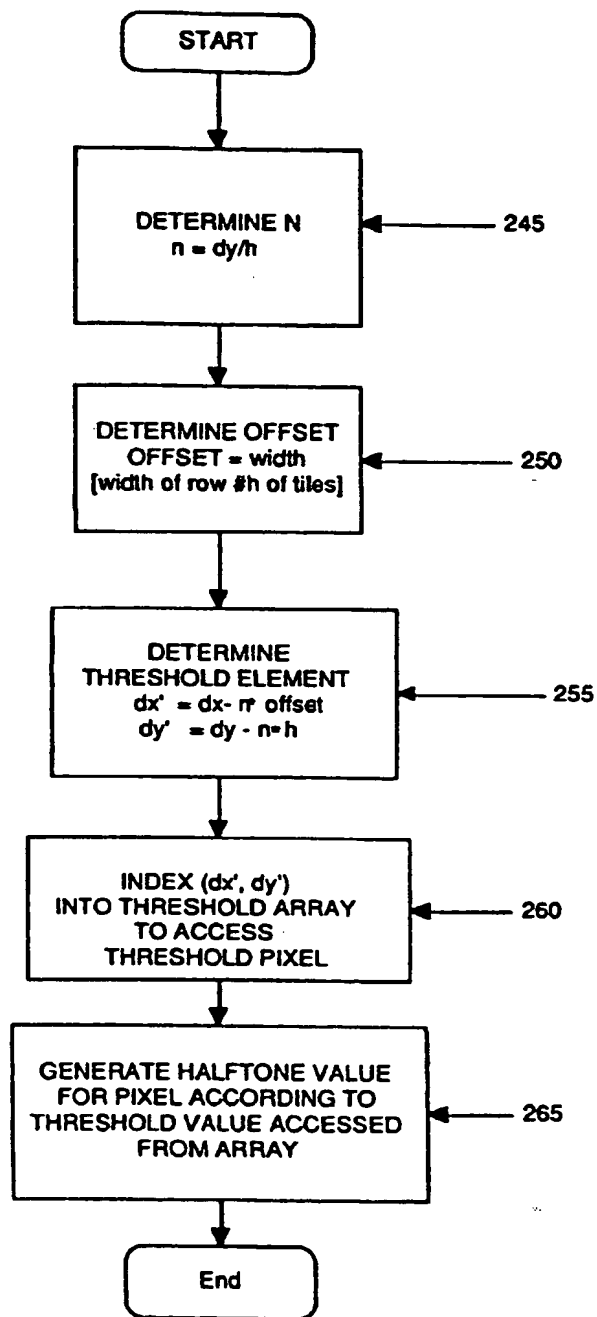 START
DETERMINE N
n = dy/h
245
DETERMINE OFFSET
OFFSET = width
[width of row #h of tiles]
250
DETERMINE
THRESHOLD ELEMENT
dx' = dx- n* offset
dy' = dy - n*h
255
INDEX (dx', dy')
INTO THRESHOLD ARRAY
TO ACCESS
THRESHOLD PIXEL
260
GENERATE HALFTONE VALUE
FOR PIXEL ACCORDING TO
THRESHOLD VALUE ACCESSED
FROM ARRAY
265
End